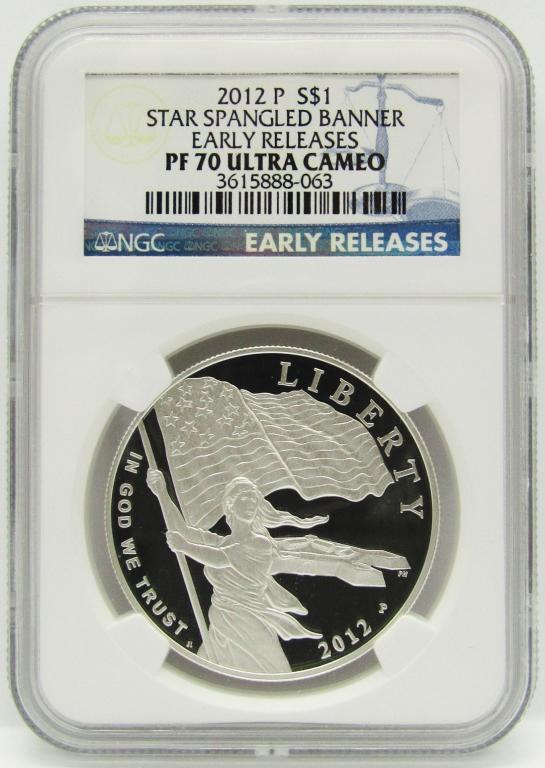 2012 P S$1
STAR SPANGLED BANNER
EARLY RELEASES
PF 70 ULTRA CAMEO
3615888-063
NGC
EARLY RELEASES
LIBERTY
IN GOD WE TRUST
2012
P
PH